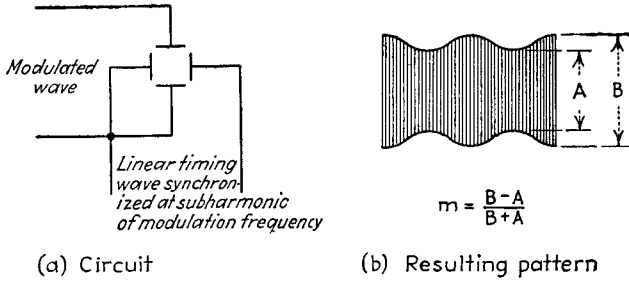 Modulated
wave
Linear timing
wave synchron-
ized at subharmonic
of modulation frequency
(a) Circuit
A
B
m = B-A
B+A
(b) Resulting pattern